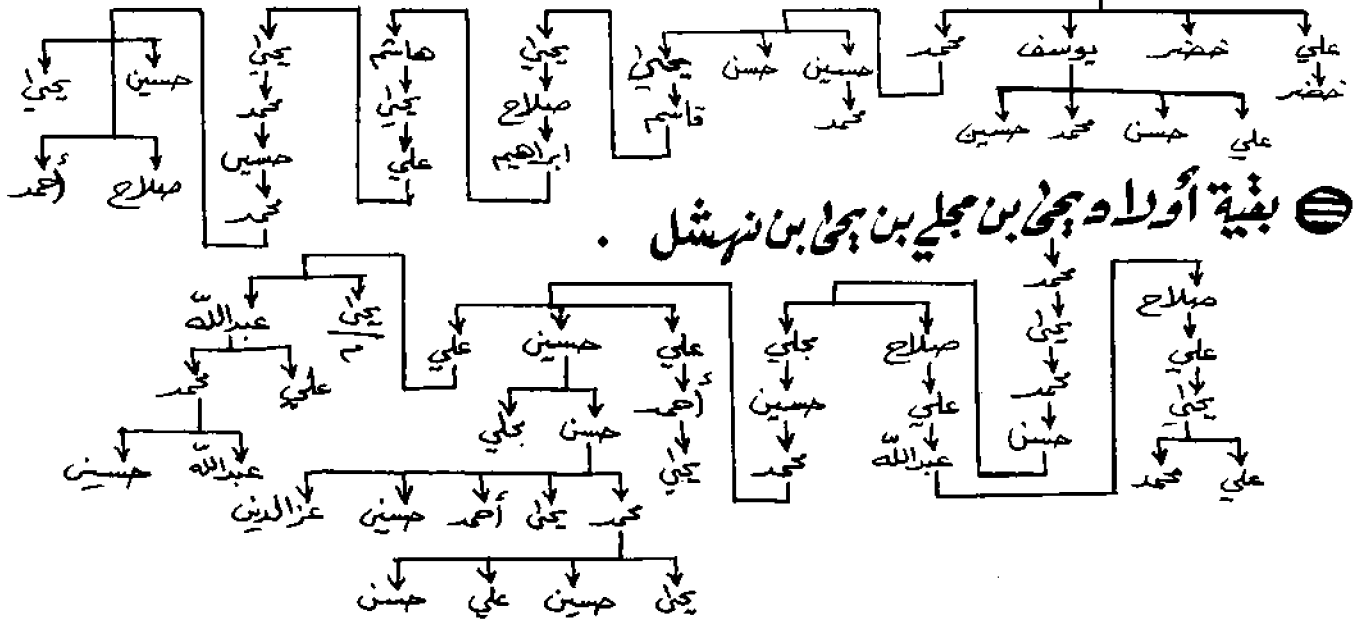 علي خضر يوسف محمد حسين حسن يحيى يحيى هاشم يحيى حسين يحيى
خضر محمد قاسم صلاح يحيى محمد
علي حسن محمد حسين ابراهيم علي حسين
محمد صلاح أحمد
بقية أولاد يحيى بن مجلي بن يحيى بن نهشل .
محمد
صلاح يحيى يحيى عبدالله
م
علي محمد صلاح مجلي علي حسين علي
يحيى حسن علي حسين أحمد علي محمد
علي محمد عبدالله محمد يحيى حسن مجلي عبدالله حسين
محمد يحيى أحمد حسين عزالدين
يحيى حسين علي حسن